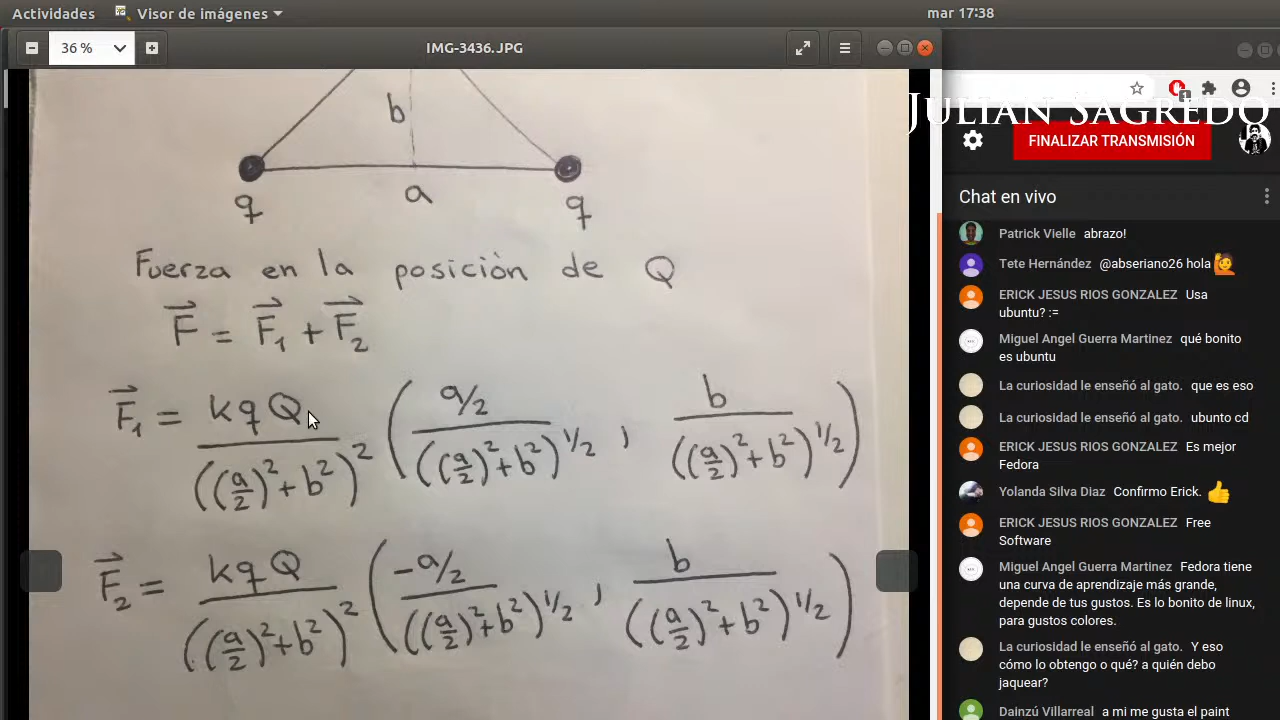 Actividades Visor de imágenes mar 17:38
36 % IMG-3436.JPG
JULIAN SAGREDO
FINALIZAR TRANSMISIÓN
b
q a q
Fuerza en la posición de Q
F⃗ = F⃗₁ + F⃗₂
F⃗₁ = kqQ / ((a/2)² + b²)² ( a/2 / ((a/2)² + b²)^1/2 , b / ((a/2)² + b²)^1/2 )
F⃗₂ = kqQ / ((a/2)² + b²)² ( -a/2 / ((a/2)² + b²)^1/2 , b / ((a/2)² + b²)^1/2 )
Chat en vivo
Patrick Vielle abrazo!
Tete Hernández @abseriano26 hola 🙋
ERICK JESUS RIOS GONZALEZ Usa
ubuntu? :=
Miguel Angel Guerra Martinez qué bonito
es ubuntu
La curiosidad le enseñó al gato. que es eso
La curiosidad le enseñó al gato. ubunto cd
ERICK JESUS RIOS GONZALEZ Es mejor
Fedora
Yolanda Silva Diaz Confirmo Erick. 👍
ERICK JESUS RIOS GONZALEZ Free
Software
Miguel Angel Guerra Martinez Fedora tiene
una curva de aprendizaje más grande,
depende de tus gustos. Es lo bonito de linux,
para gustos colores.
La curiosidad le enseñó al gato. Y eso
cómo lo obtengo o qué? a quién debo
jaquear?
Dainzú Villarreal a mi me gusta el paint